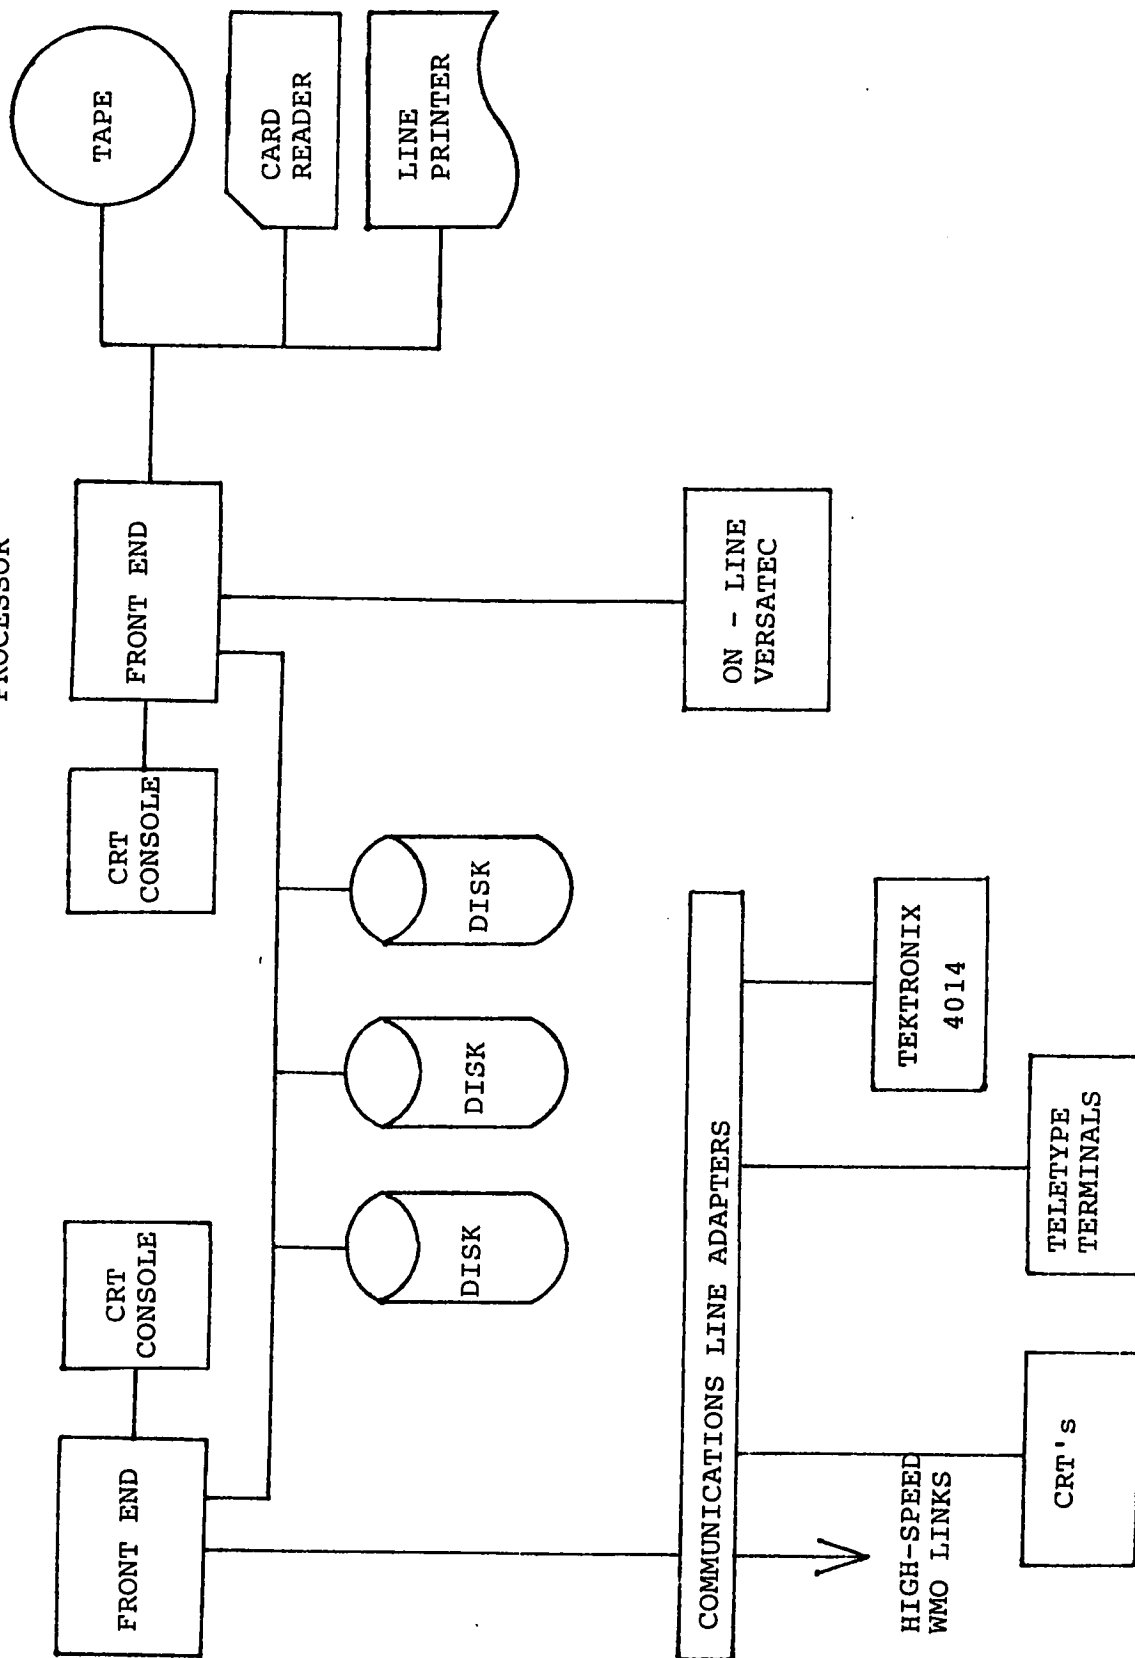 PROCESSOR
FRONT END
CRT
CONSOLE
CRT
CONSOLE
FRONT END
TAPE
CARD
READER
LINE
PRINTER
DISK
DISK
DISK
COMMUNICATIONS LINE ADAPTERS
ON - LINE
VERSATEC
HIGH-SPEED
WMO LINKS
TEKTRONIX
4014
CRT's
TELETYPE
TERMINALS